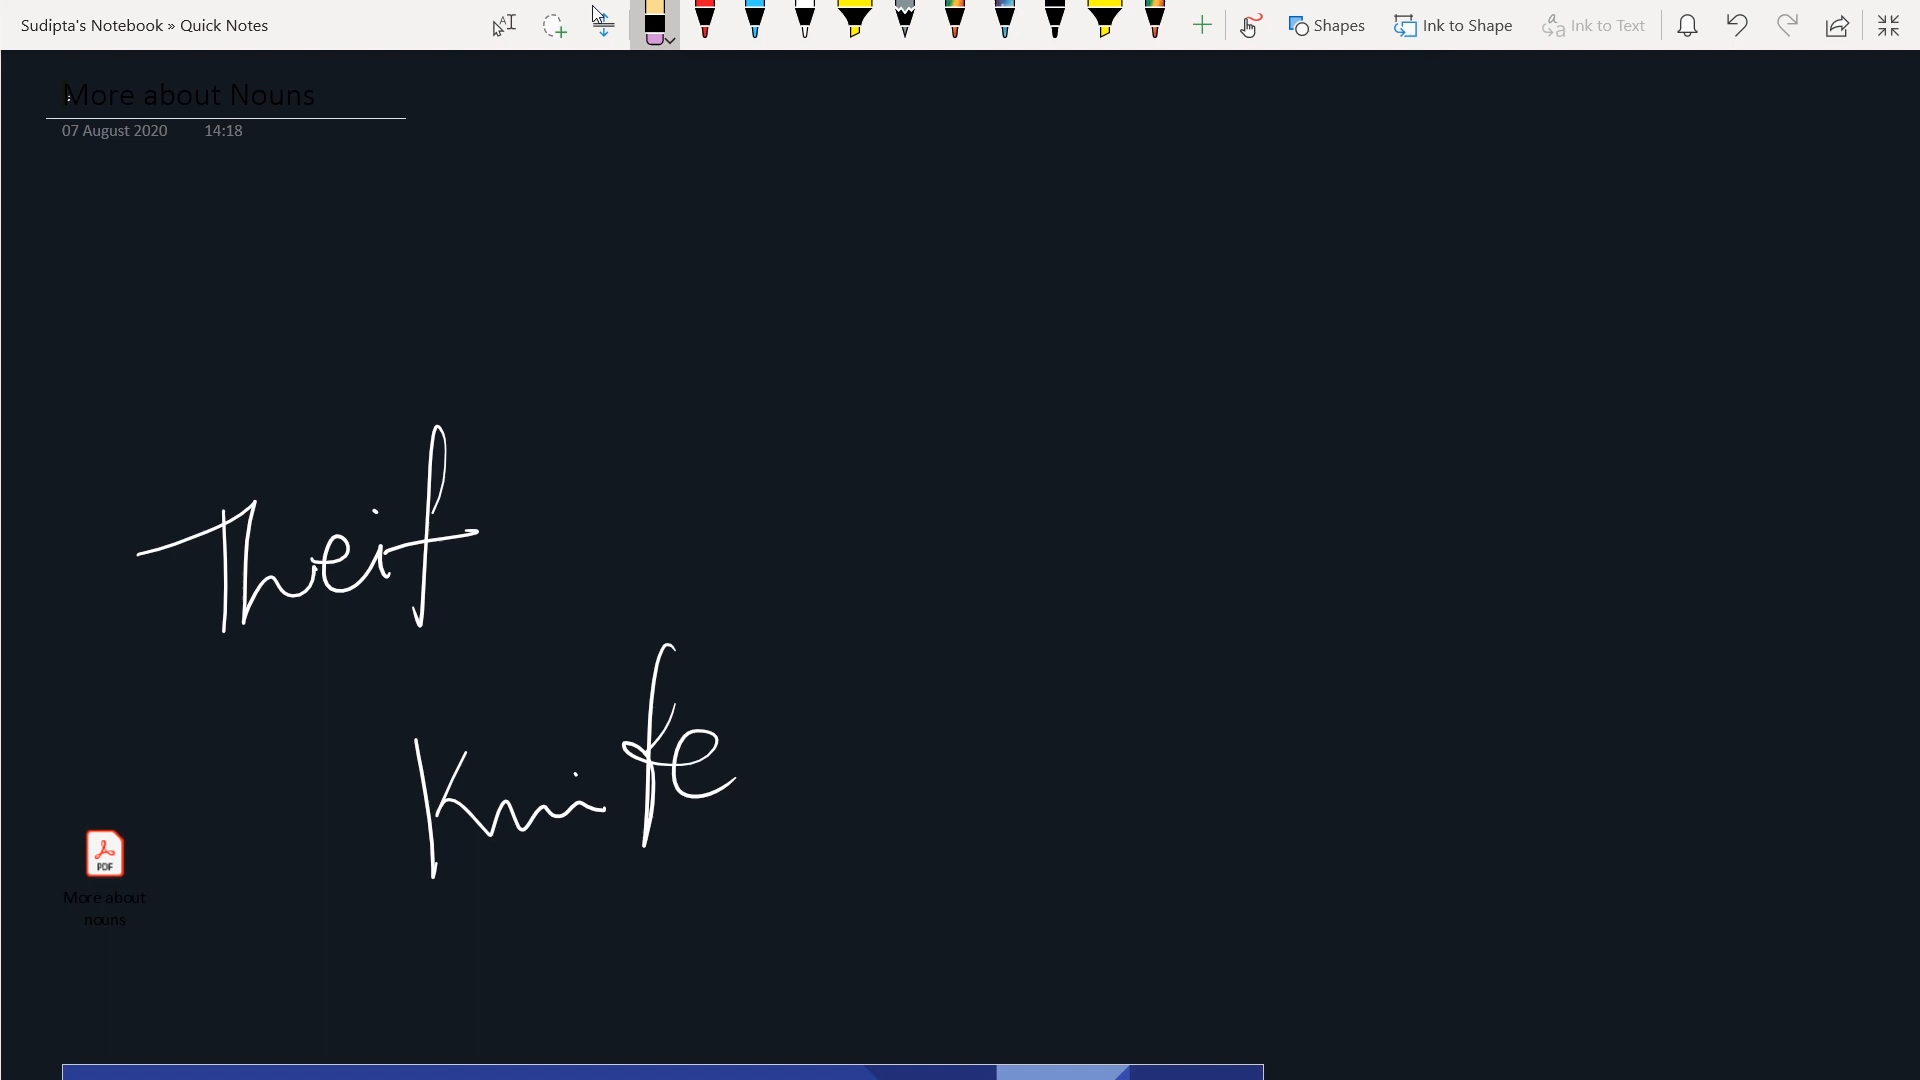 Sudipta's Notebook » Quick Notes
Shapes
Ink to Shape
Ink to Text
More about Nouns
07 August 2020 14:18
Theif
Knife
PDF
More about
nouns